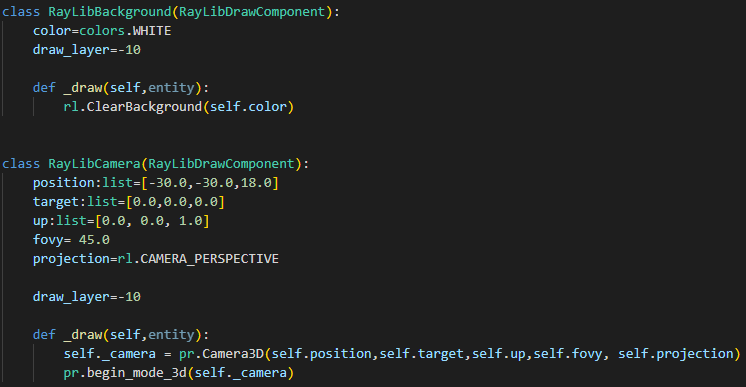 class RayLibBackground(RayLibDrawComponent):
    color=colors.WHITE
    draw_layer=-10

    def _draw(self,entity):
        rl.ClearBackground(self.color)


class RayLibCamera(RayLibDrawComponent):
    position:list=[-30.0,-30.0,18.0]
    target:list=[0.0,0.0,0.0]
    up:list=[0.0, 0.0, 1.0]
    fovy= 45.0
    projection=rl.CAMERA_PERSPECTIVE

    draw_layer=-10

    def _draw(self,entity):
        self._camera = pr.Camera3D(self.position,self.target,self.up,self.fovy, self.projection)
        pr.begin_mode_3d(self._camera)